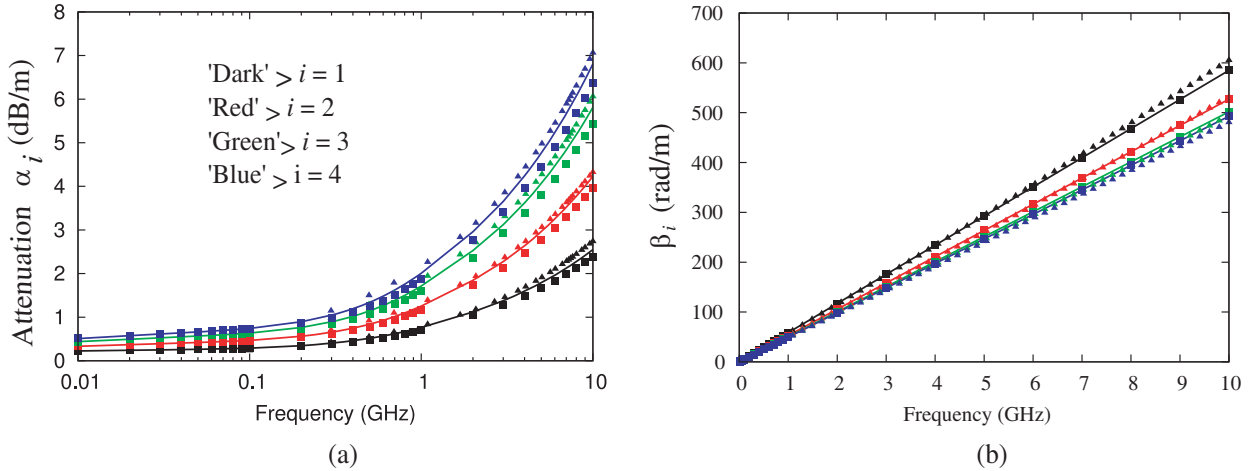 8
7
6
5
4
3
2
1
0
Attenuation α i (dB/m)
'Dark' > i = 1
'Red' > i = 2
'Green' > i = 3
'Blue' > i = 4
0.01 0.1 1 10
Frequency (GHz)
(a)
700
600
500
400
300
200
100
0
β i (rad/m)
0 1 2 3 4 5 6 7 8 9 10
Frequency (GHz)
(b)